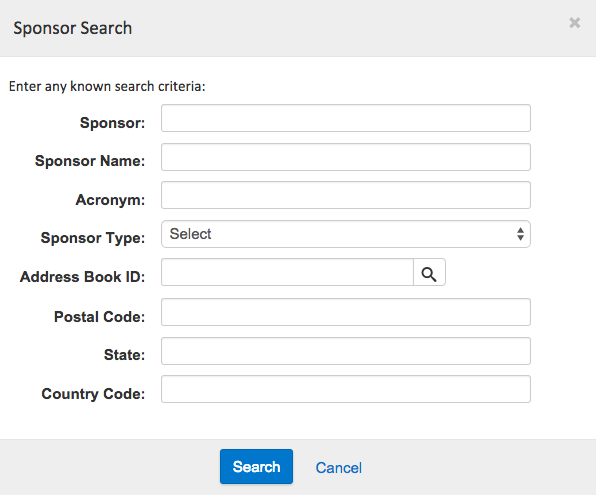 Sponsor Search ×
Enter any known search criteria:
Sponsor:
Sponsor Name:
Acronym:
Sponsor Type: Select
Address Book ID:
Postal Code:
State:
Country Code:
Search Cancel